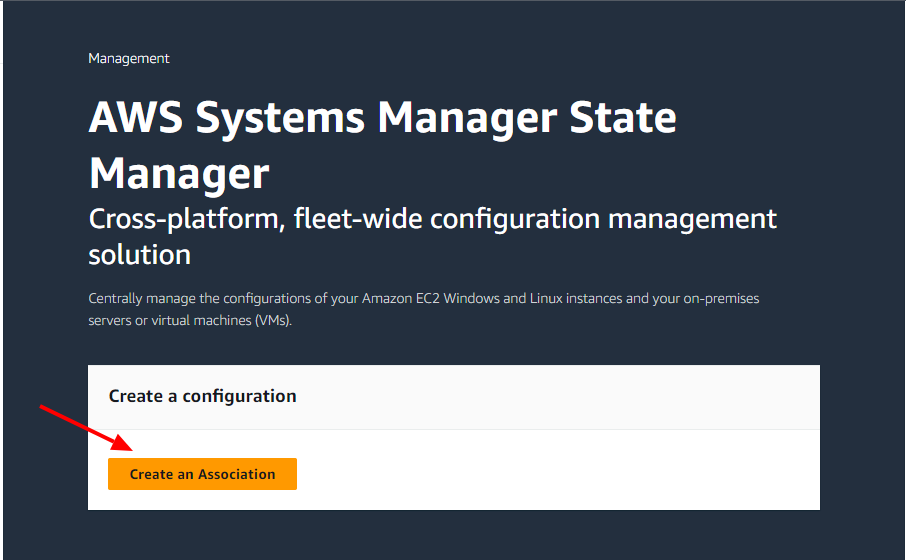 Management
AWS Systems Manager State
Manager
Cross-platform, fleet-wide configuration management
solution
Centrally manage the configurations of your Amazon EC2 Windows and Linux instances and your on-premises
servers or virtual machines (VMs).
Create a configuration
Create an Association